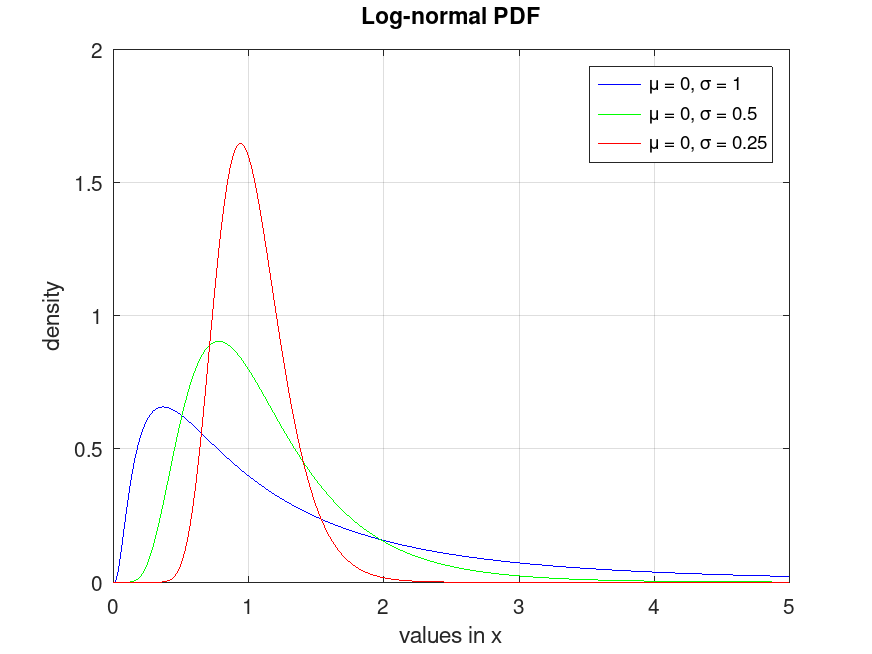 Log-normal PDF
2
1.5
1
0.5
0
density
μ = 0, σ = 1
μ = 0, σ = 0.5
μ = 0, σ = 0.25
0 1 2 3 4 5
values in x